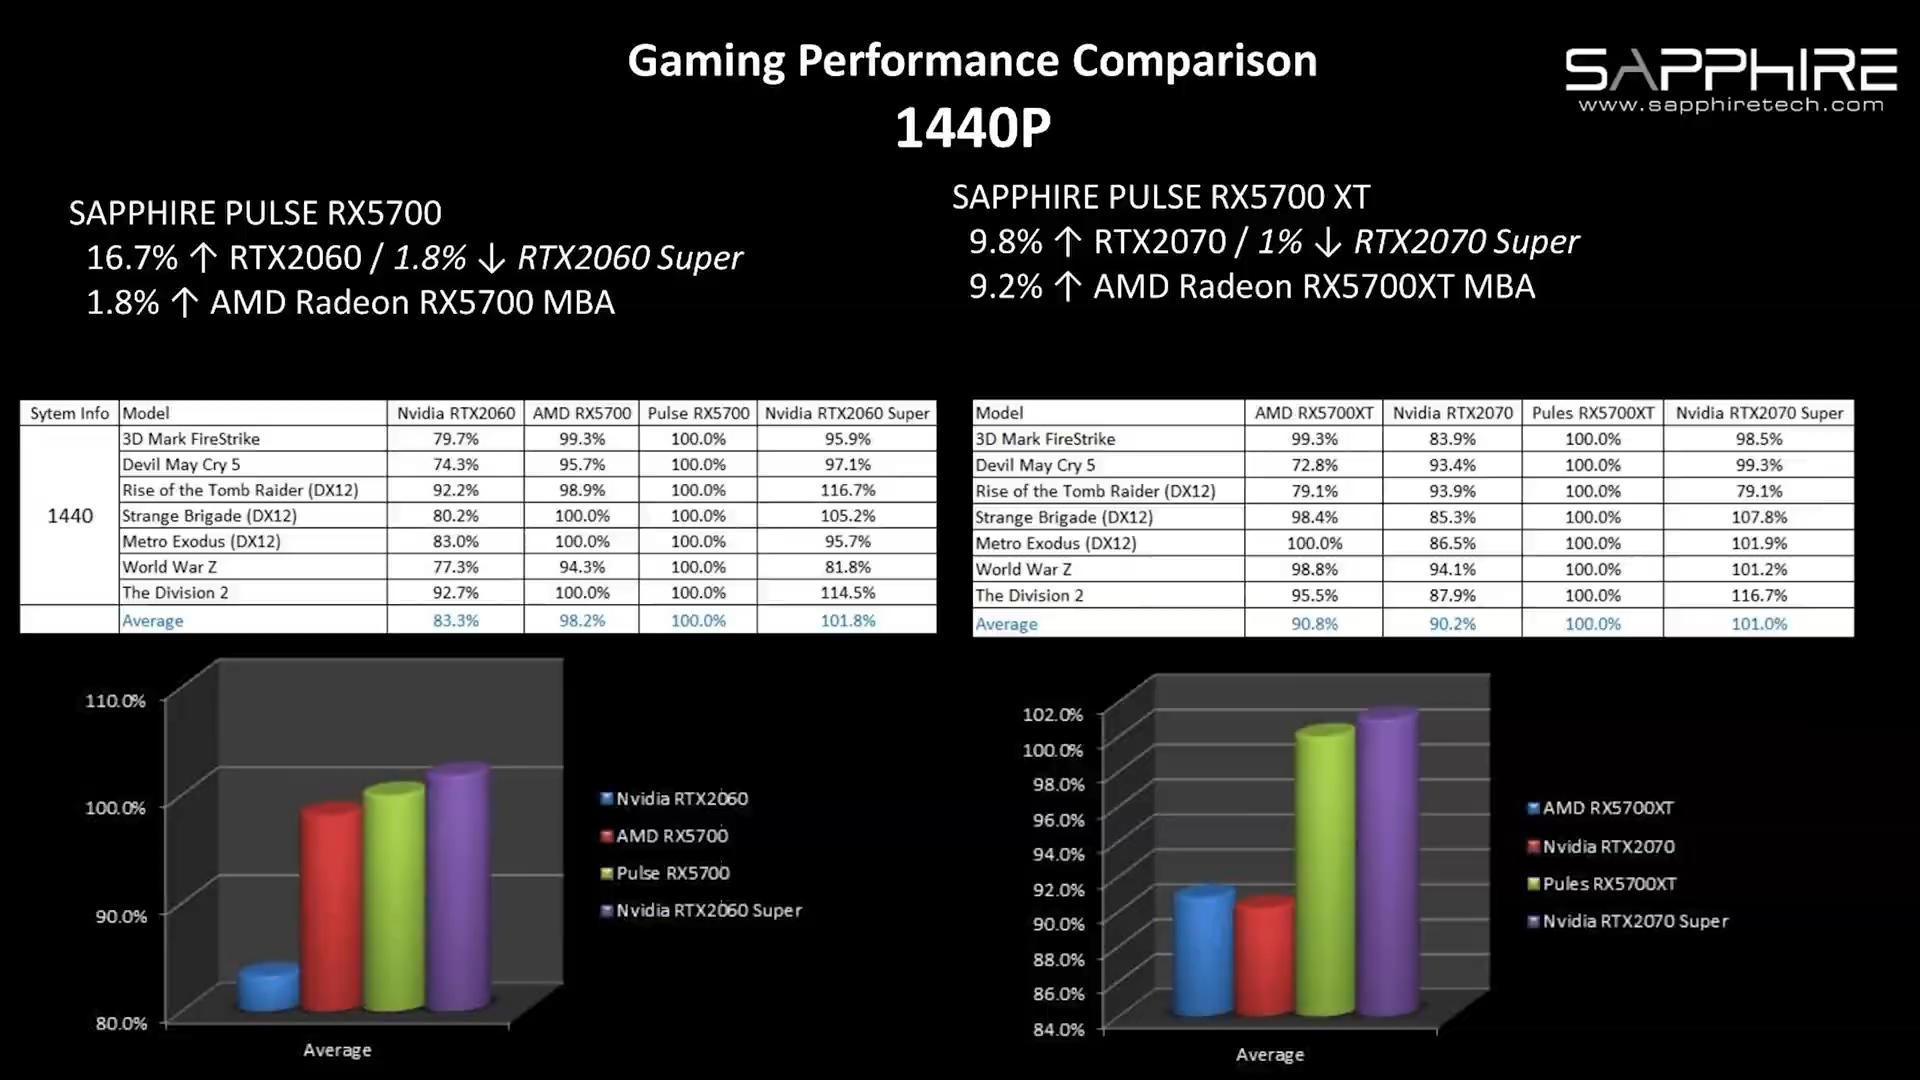 Gaming Performance Comparison
1440P
SAPPHIRE
www.sapphiretech.com
SAPPHIRE PULSE RX5700
16.7% ↑ RTX2060 / 1.8% ↓ RTX2060 Super
1.8% ↑ AMD Radeon RX5700 MBA
SAPPHIRE PULSE RX5700 XT
9.8% ↑ RTX2070 / 1% ↓ RTX2070 Super
9.2% ↑ AMD Radeon RX5700XT MBA
Sytem Info Model Nvidia RTX2060 AMD RX5700 Pulse RX5700 Nvidia RTX2060 Super
3D Mark FireStrike 79.7% 99.3% 100.0% 95.9%
Devil May Cry 5 74.3% 95.7% 100.0% 97.1%
Rise of the Tomb Raider (DX12) 92.2% 98.9% 100.0% 116.7%
1440 Strange Brigade (DX12) 80.2% 100.0% 100.0% 105.2%
Metro Exodus (DX12) 83.0% 100.0% 100.0% 95.7%
World War Z 77.3% 94.3% 100.0% 81.8%
The Division 2 92.7% 100.0% 100.0% 114.5%
Average 83.3% 98.2% 100.0% 101.8%
Model AMD RX5700XT Nvidia RTX2070 Pules RX5700XT Nvidia RTX2070 Super
3D Mark FireStrike 99.3% 83.9% 100.0% 98.5%
Devil May Cry 5 72.8% 93.4% 100.0% 99.3%
Rise of the Tomb Raider (DX12) 79.1% 93.9% 100.0% 79.1%
Strange Brigade (DX12) 98.4% 85.3% 100.0% 107.8%
Metro Exodus (DX12) 100.0% 86.5% 100.0% 101.9%
World War Z 98.8% 94.1% 100.0% 101.2%
The Division 2 95.5% 87.9% 100.0% 116.7%
Average 90.8% 90.2% 100.0% 101.0%
110.0%
100.0%
90.0%
80.0%
Average
Nvidia RTX2060
AMD RX5700
Pulse RX5700
Nvidia RTX2060 Super
102.0%
100.0%
98.0%
96.0%
94.0%
92.0%
90.0%
88.0%
86.0%
84.0%
Average
AMD RX5700XT
Nvidia RTX2070
Pules RX5700XT
Nvidia RTX2070 Super